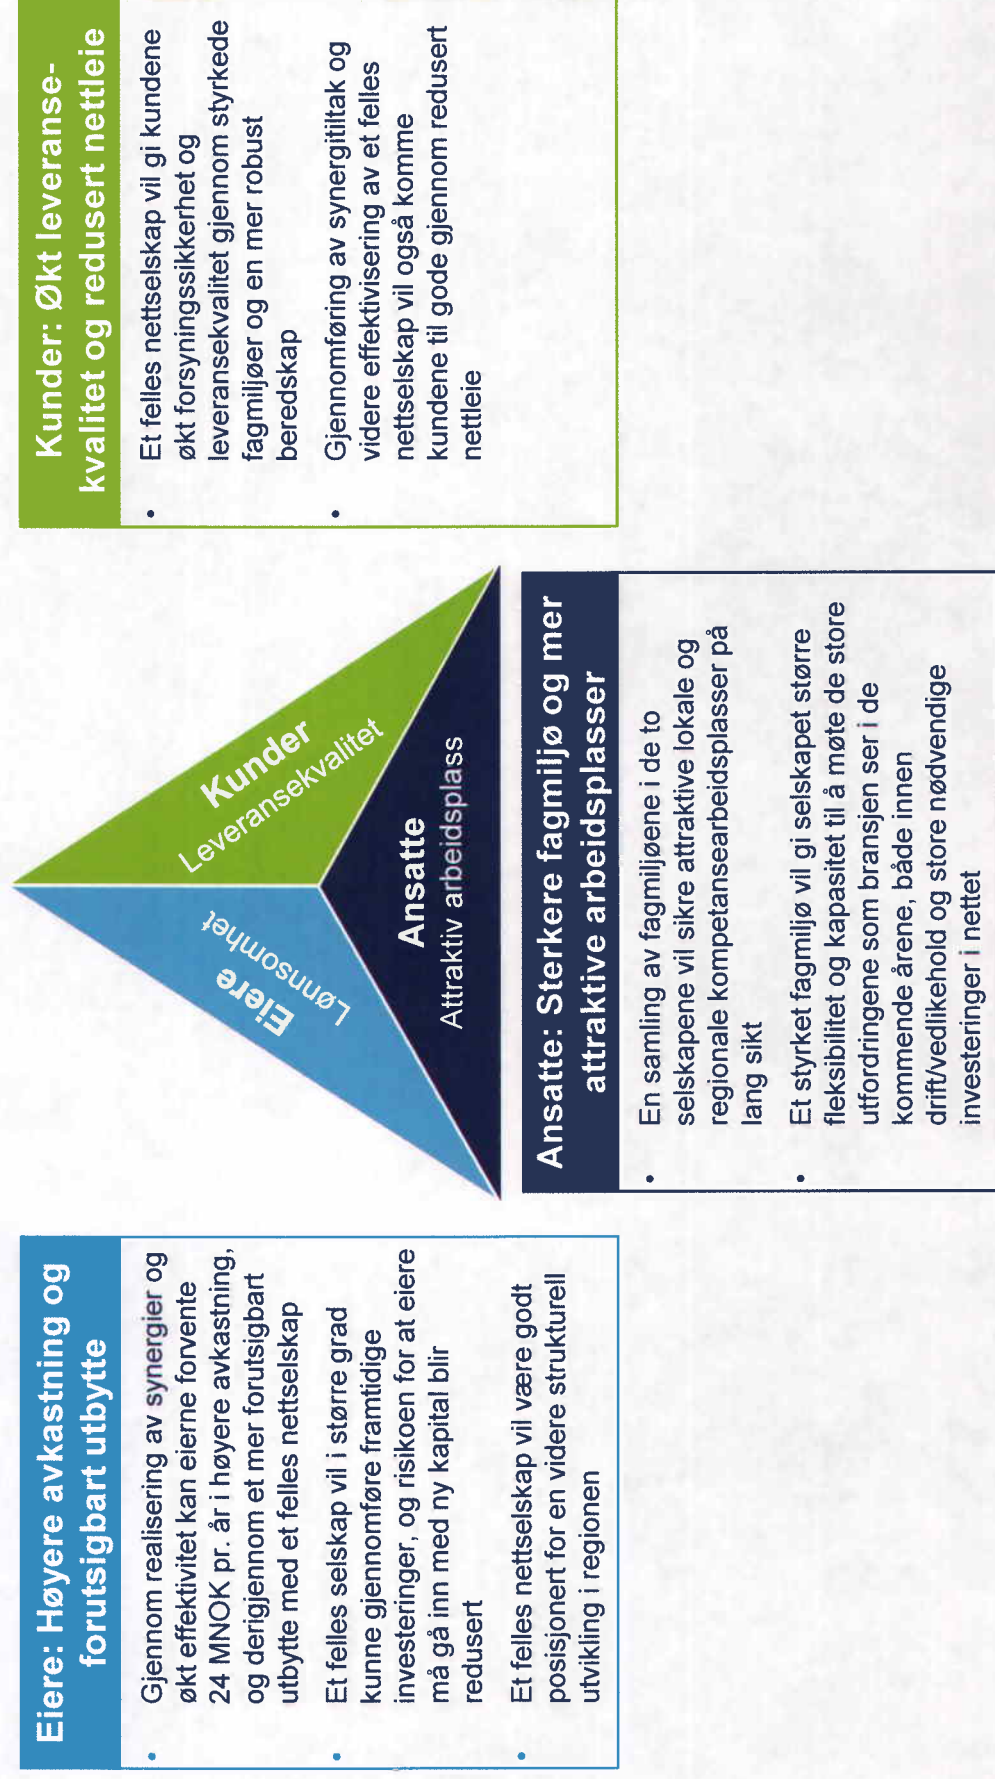 Eiere: Høyere avkastning og
forutsigbart utbytte
• Gjennom realisering av synergier og
økt effektivitet kan eierne forvente
24 MNOK pr. år i høyere avkastning,
og derigjennom et mer forutsigbart
utbytte med et felles nettselskap
• Et felles selskap vil i større grad
kunne gjennomføre framtidige
investeringer, og risikoen for at eiere
må gå inn med ny kapital blir
redusert
• Et felles nettselskap vil være godt
posisjonert for en videre strukturell
utvikling i regionen
Eiere
Lønnsomhet
Kunder
Leveransekvalitet
Ansatte
Attraktiv arbeidsplass
Ansatte: Sterkere fagmiljø og mer
attraktive arbeidsplasser
• En samling av fagmiljøene i de to
selskapene vil sikre attraktive lokale og
regionale kompetansearbeidsplasser på
lang sikt
• Et styrket fagmiljø vil gi selskapet større
fleksibilitet og kapasitet til å møte de store
utfordringene som bransjen ser i de
kommende årene, både innen
drift/vedlikehold og store nødvendige
investeringer i nettet
Kunder: Økt leveranse-
kvalitet og redusert nettleie
• Et felles nettselskap vil gi kundene
økt forsyningssikkerhet og
leveransekvalitet gjennom styrkede
fagmiljøer og en mer robust
beredskap
• Gjennomføring av synergitiltak og
videre effektivisering av et felles
nettselskap vil også komme
kundene til gode gjennom redusert
nettleie